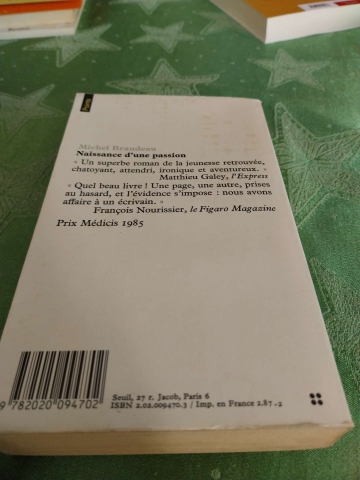 Michel Braudeau
Naissance d'une passion
« Un superbe roman de la jeunesse retrouvée,
chatoyant, attendri, ironique et aventureux. »
Matthieu Galey, l'Express
« Quel beau livre ! Une page, une autre, prises
au hasard, et l'évidence s'impose : nous avons
affaire à un écrivain. »
François Nourissier, le Figaro Magazine
Prix Médicis 1985
9 782020 094702
Seuil, 27 r. Jacob, Paris 6
ISBN 2.02.009470.3 / Imp. en France 2.87-2